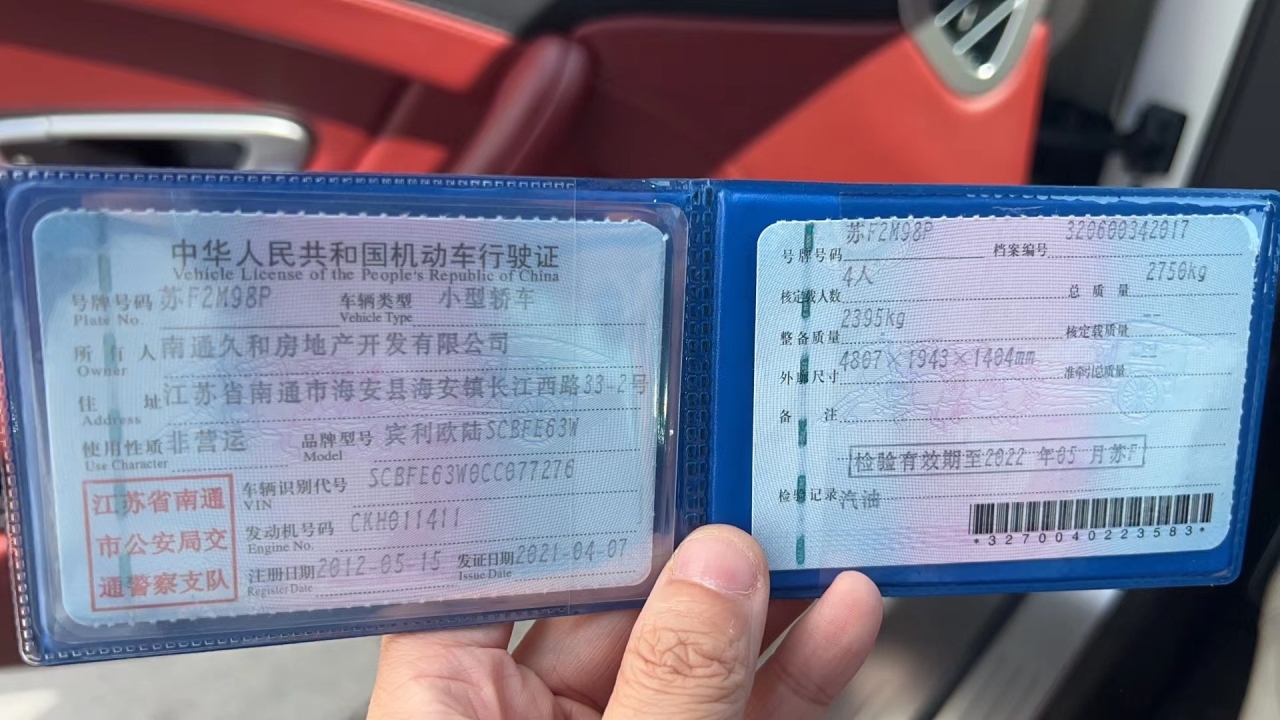 中华人民共和国机动车行驶证
Vehicle License of the People's Republic of China
号牌号码 苏F2M98P 车辆类型 小型轿车
Plate No. Vehicle Type
所有人 南通久和房地产开发有限公司
Owner
住址 江苏省南通市海安县海安镇长江西路33-2号
Address
使用性质 非营运 品牌型号 宾利欧陆SCBFE63W
Use Character Model
江苏省南通
市公安局交
通警察支队
车辆识别代号 SCBFE63W0CC077276
VIN
发动机号码 CKH011411
Engine No.
注册日期 2012-05-15 发证日期 2021-04-07
Register Date Issue Date
号牌号码 苏F2M98P 档案编号 320600342017
核定载人数 4人 总质量 2750kg
整备质量 2395kg 核定载质量 --
外廓尺寸 4807×1943×1404mm 准牵引总质量 --
备注
检验有效期至2022 年05 月苏F
检验记录 汽油
*3270040223583*